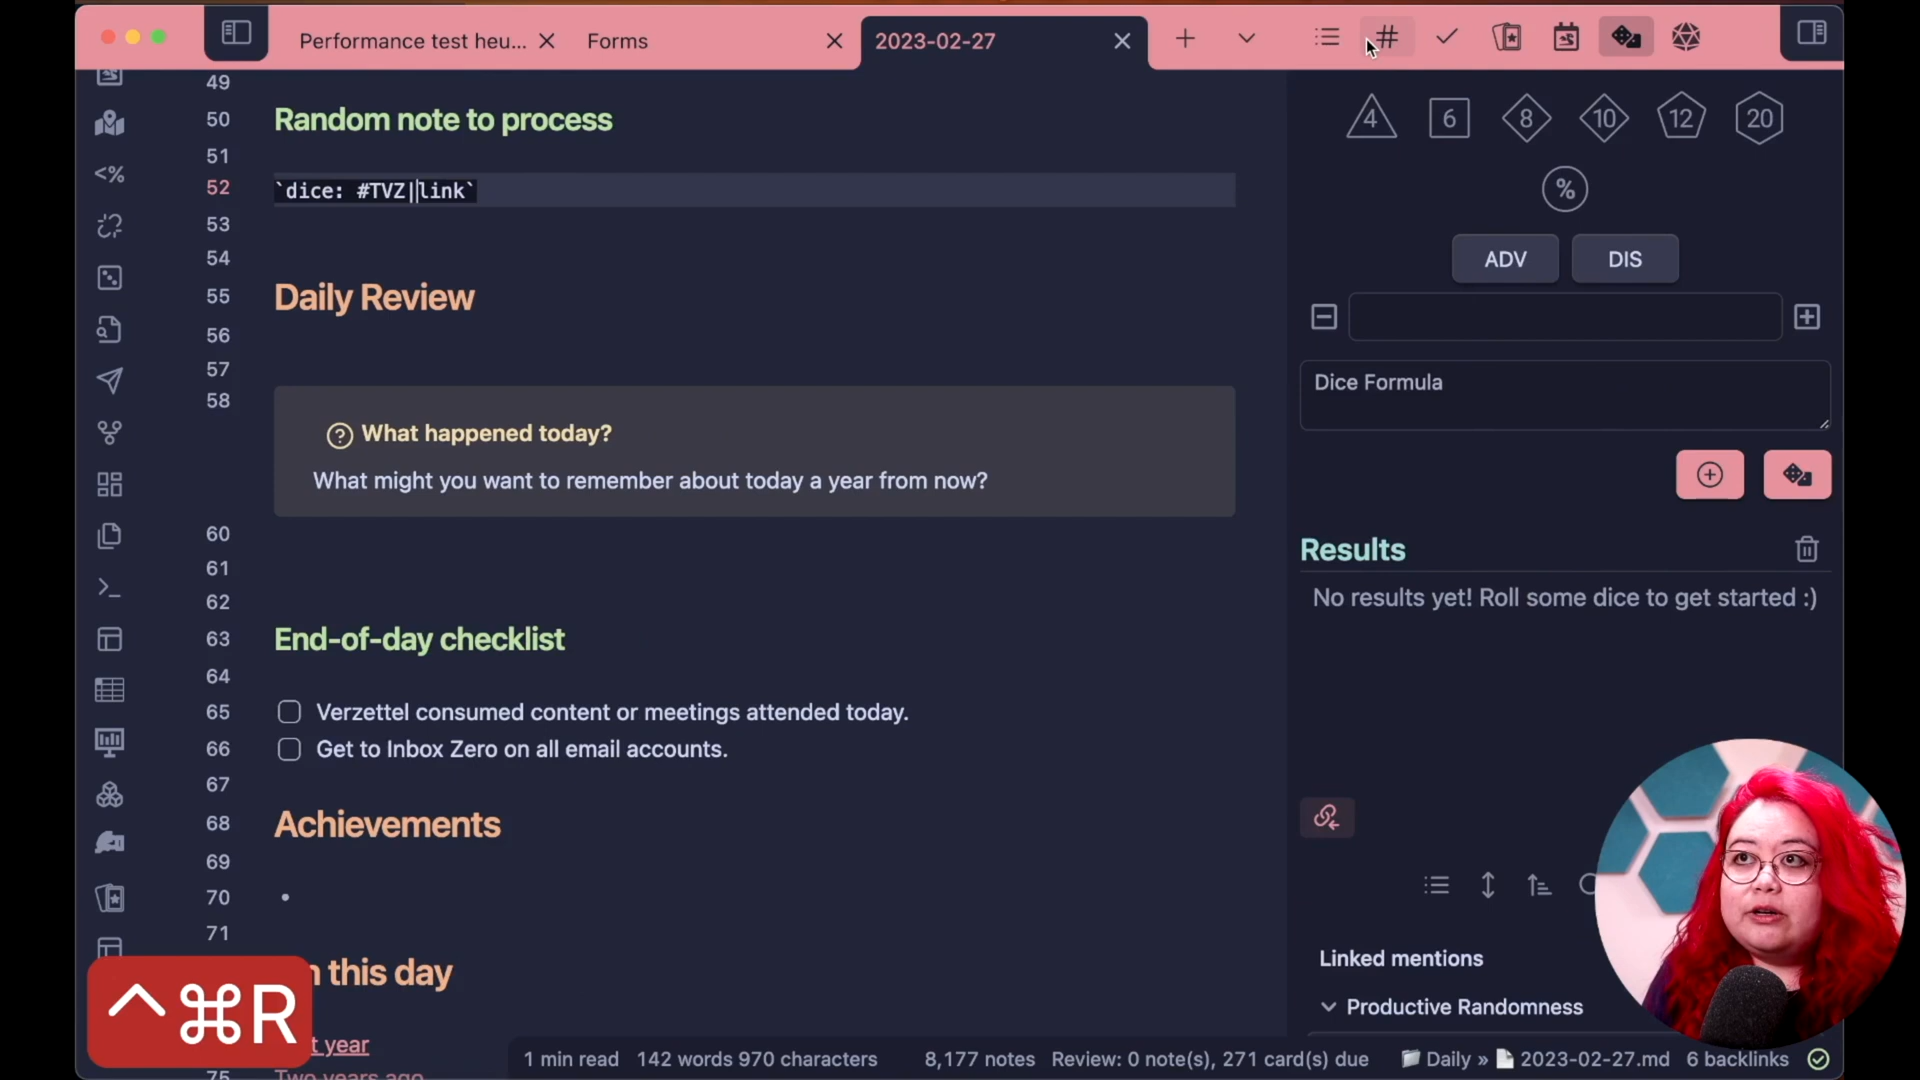 Performance test heu...
Forms
2023-02-27
49
50
Random note to process
51
52
`dice: #TVZ|link`
53
54
55
Daily Review
56
57
58
What happened today?
What might you want to remember about today a year from now?
60
61
62
63
End-of-day checklist
64
65
Verzettel consumed content or meetings attended today.
66
Get to Inbox Zero on all email accounts.
67
68
Achievements
69
70
71
n this day
t year
75
Two years ago
⌃⌘R
<%
4
6
8
10
12
20
%
ADV
DIS
Dice Formula
Results
No results yet! Roll some dice to get started :)
Linked mentions
Productive Randomness
1 min read
142 words 970 characters
8,177 notes
Review: 0 note(s), 271 card(s) due
Daily » 2023-02-27.md
6 backlinks